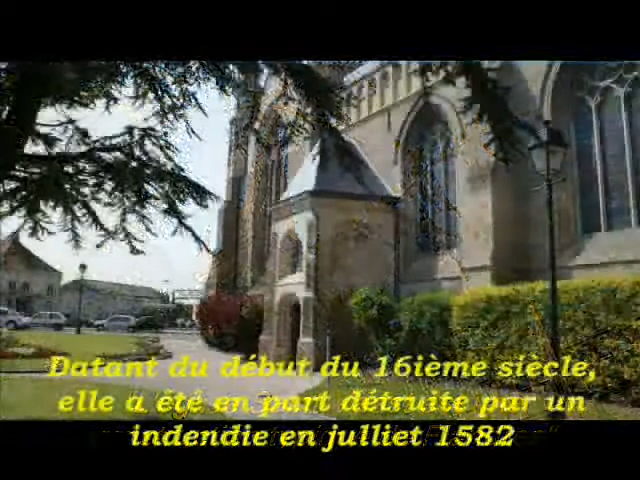 Datant du début du 16ième siècle,
elle a été en part détruite par un
indendie en julliet 1582